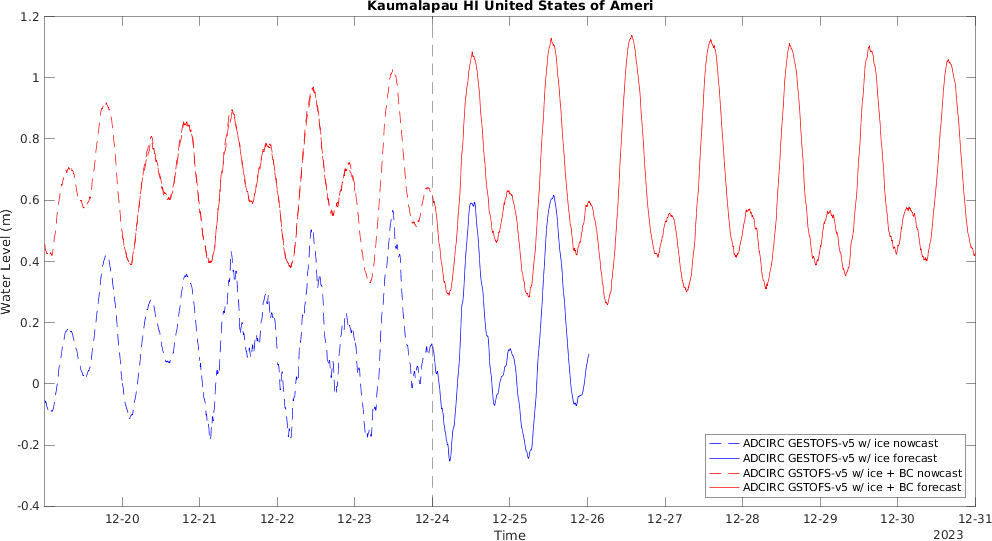 Kaumalapau HI United States of Ameri
1.2
1
0.8
0.6
0.4
0.2
0
-0.2
-0.4
Water Level (m)
12-20 12-21 12-22 12-23 12-24 12-25 12-26 12-27 12-28 12-29 12-30 12-31
Time
2023
ADCIRC GESTOFS-v5 w/ ice nowcast
ADCIRC GESTOFS-v5 w/ ice forecast
ADCIRC GSTOFS-v5 w/ ice + BC nowcast
ADCIRC GSTOFS-v5 w/ ice + BC forecast